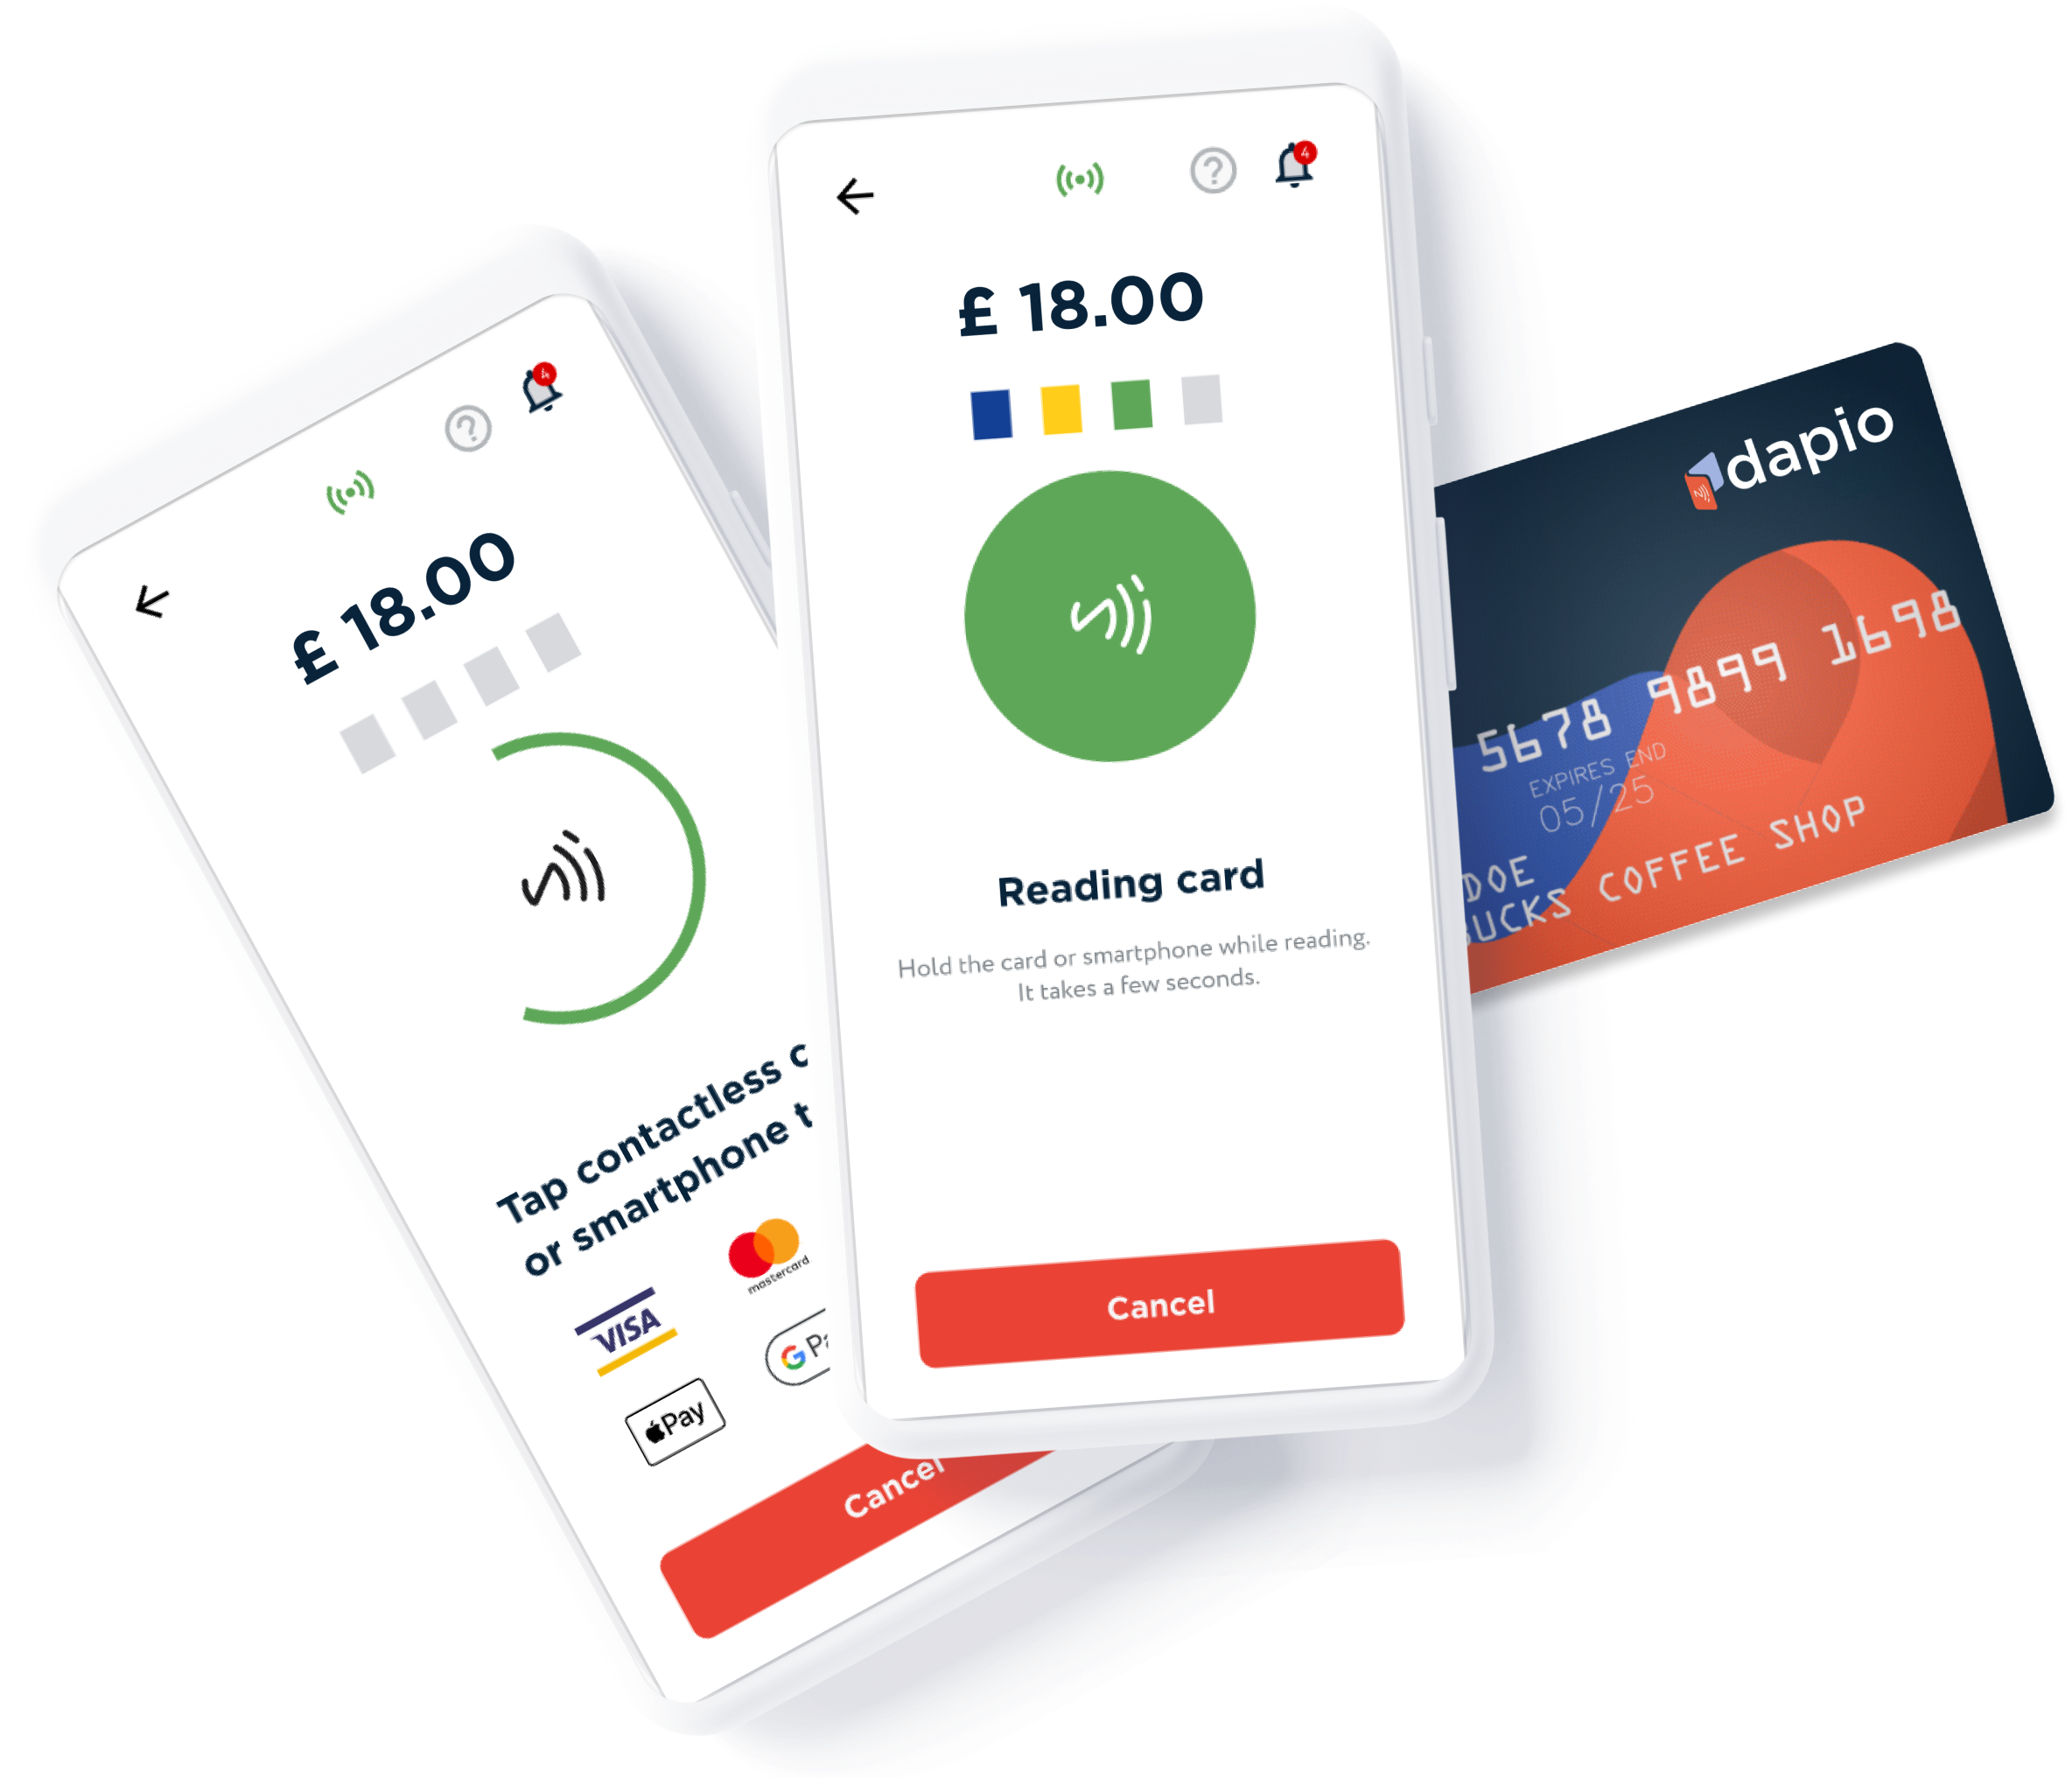 4
£ 18.00
Tap contactless
or smartphone
VISA
mastercard
Pay
G
Cancel
4
£ 18.00
Reading card
Hold the card or smartphone while reading.
It takes a few seconds.
Cancel
dapio
5678 9899 1698
EXPIRES END
05/25
DOE
BUCKS COFFEE SHOP